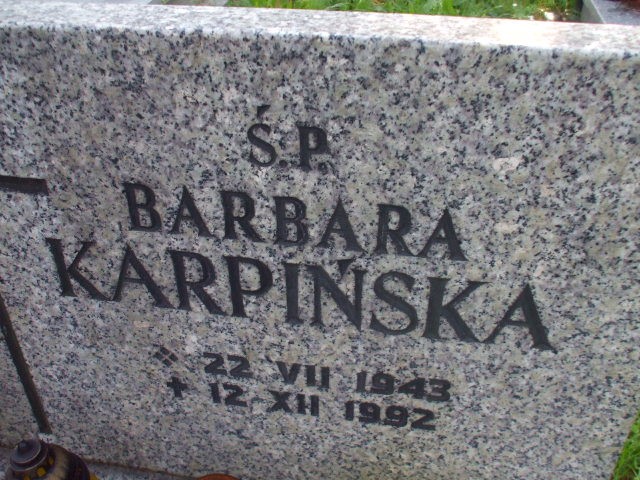 Ś.P.
BARBARA
KARPIŃSKA
22 VII 1943
12 XII 1992